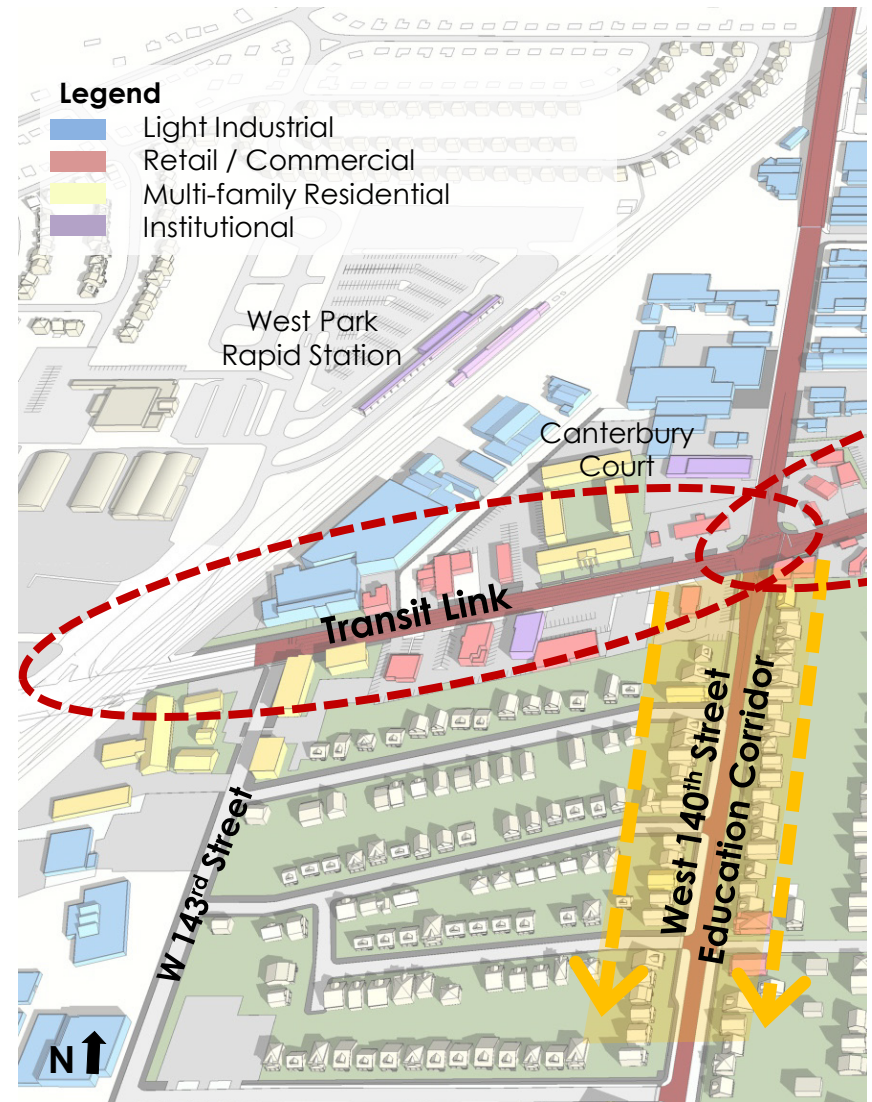 Legend
Light Industrial
Retail / Commercial
Multi-family Residential
Institutional
West Park
Rapid Station
Canterbury
Court
Transit Link
West 140th Street
Education Corridor
W 143rd Street
N